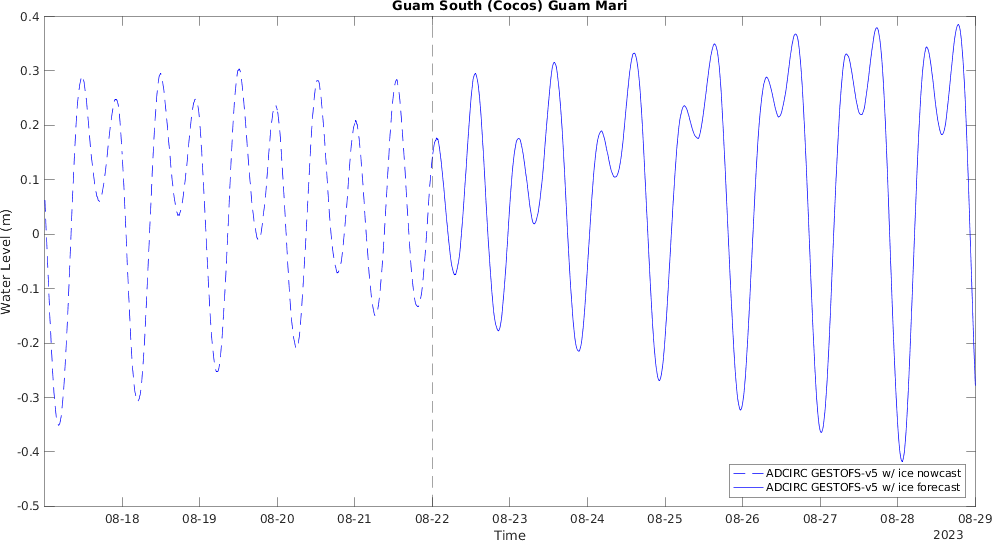 Guam South (Cocos) Guam Mari
0.4
0.3
0.2
0.1
0
-0.1
-0.2
-0.3
-0.4
-0.5
Water Level (m)
ADCIRC GESTOFS-v5 w/ ice nowcast
ADCIRC GESTOFS-v5 w/ ice forecast
08-18 08-19 08-20 08-21 08-22 08-23 08-24 08-25 08-26 08-27 08-28 08-29
Time
2023